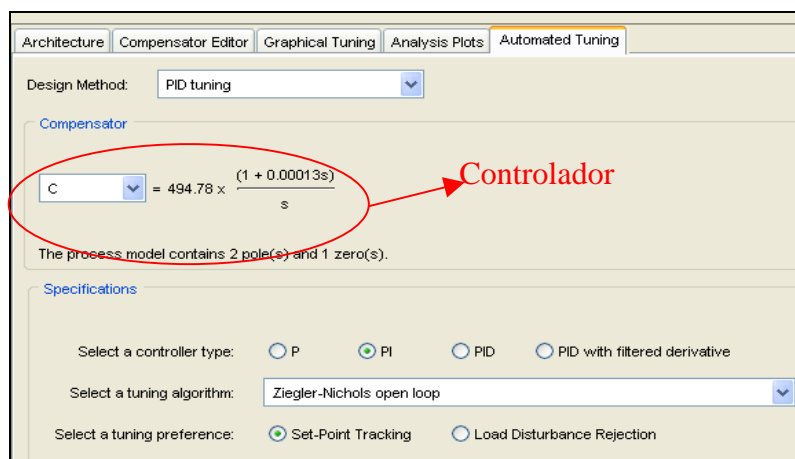 Architecture Compensator Editor Graphical Tuning Analysis Plots Automated Tuning
Design Method: PID tuning
Compensator
C = 494.78 x (1 + 0.00013s)
s
Controlador
The process model contains 2 pole(s) and 1 zero(s).
Specifications
Select a controller type: P PI PID PID with filtered derivative
Select a tuning algorithm: Ziegler-Nichols open loop
Select a tuning preference: Set-Point Tracking Load Disturbance Rejection